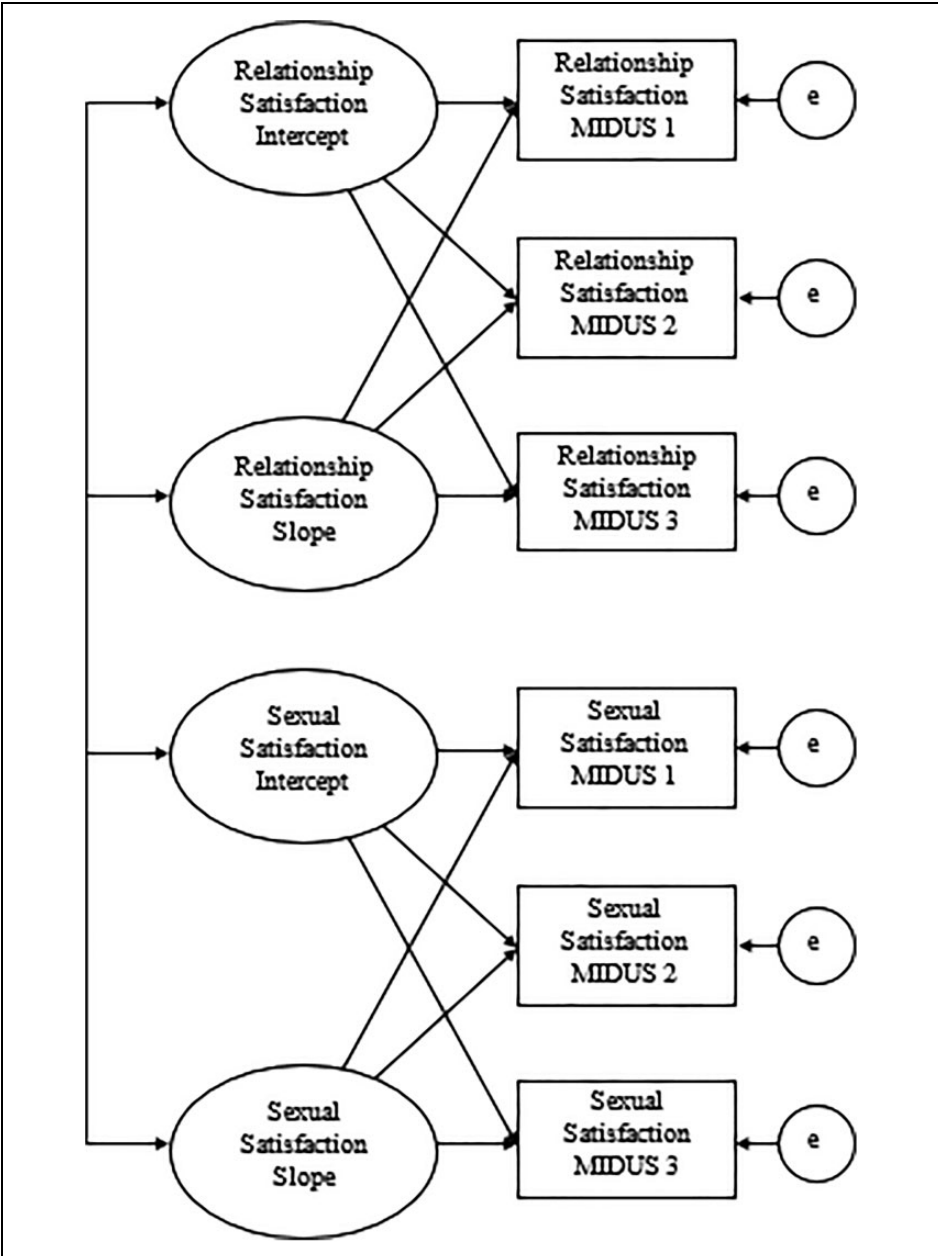 Relationship
Satisfaction
Intercept
Relationship
Satisfaction
MIDUS 1
e
Relationship
Satisfaction
MIDUS 2
e
Relationship
Satisfaction
Slope
Relationship
Satisfaction
MIDUS 3
e
Sexual
Satisfaction
Intercept
Sexual
Satisfaction
MIDUS 1
e
Sexual
Satisfaction
MIDUS 2
e
Sexual
Satisfaction
Slope
Sexual
Satisfaction
MIDUS 3
e